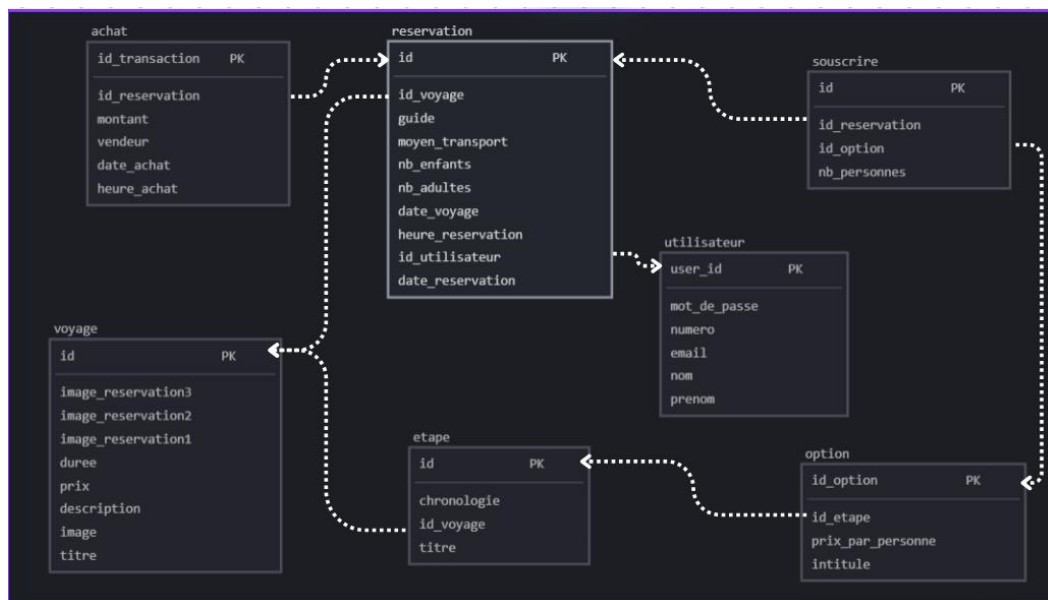 achat
id_transaction PK
id_reservation
montant
vendeur
date_achat
heure_achat
reservation
id PK
id_voyage
guide
moyen_transport
nb_enfants
nb_adultes
date_voyage
heure_reservation
id_utilisateur
date_reservation
souscrire
id PK
id_reservation
id_option
nb_personnes
utilisateur
user_id PK
mot_de_passe
numero
email
nom
prenom
voyage
id PK
image_reservation3
image_reservation2
image_reservation1
duree
prix
description
image
titre
etape
id PK
chronologie
id_voyage
titre
option
id_option PK
id_etape
prix_par_personne
intitule